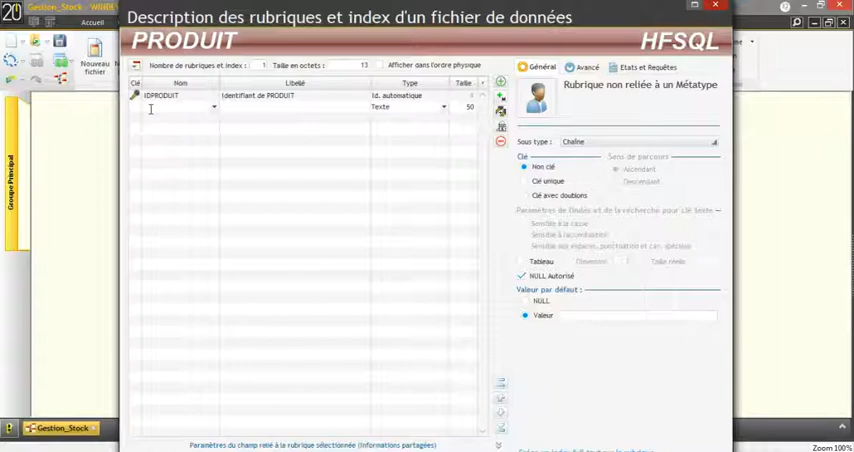 20
Gestion_Stock - WINDEV
Accueil
Nouveau
fichier
Groupe Principal
Description des rubriques et index d'un fichier de données
PRODUIT
HFSQL
Nombre de rubriques et index : 1 Taille en octets : 13 Afficher dans l'ordre physique
Clé Nom Libellé Type Taille
IDPRODUIT Identifiant de PRODUIT Id. automatique
Texte 50
Général Avancé Etats et Requêtes
Rubrique non reliée à un Métatype
Sous type : Chaîne
Clé Sens de parcours
Non clé Ascendant
Clé unique Descendant
Clé avec doublons
Paramètres de l'index et de la recherche pour clé texte
Sensible à la casse
Sensible à l'accentuation
Sensible aux espaces, ponctuation et car. spéciaux
Tableau Dimension Taille réelle
NULL Autorisé
Valeur par défaut :
NULL
Valeur
Paramètres du champ relié à la rubrique sélectionnée (Informations partagées)
Gestion_Stock
Zoom 100%